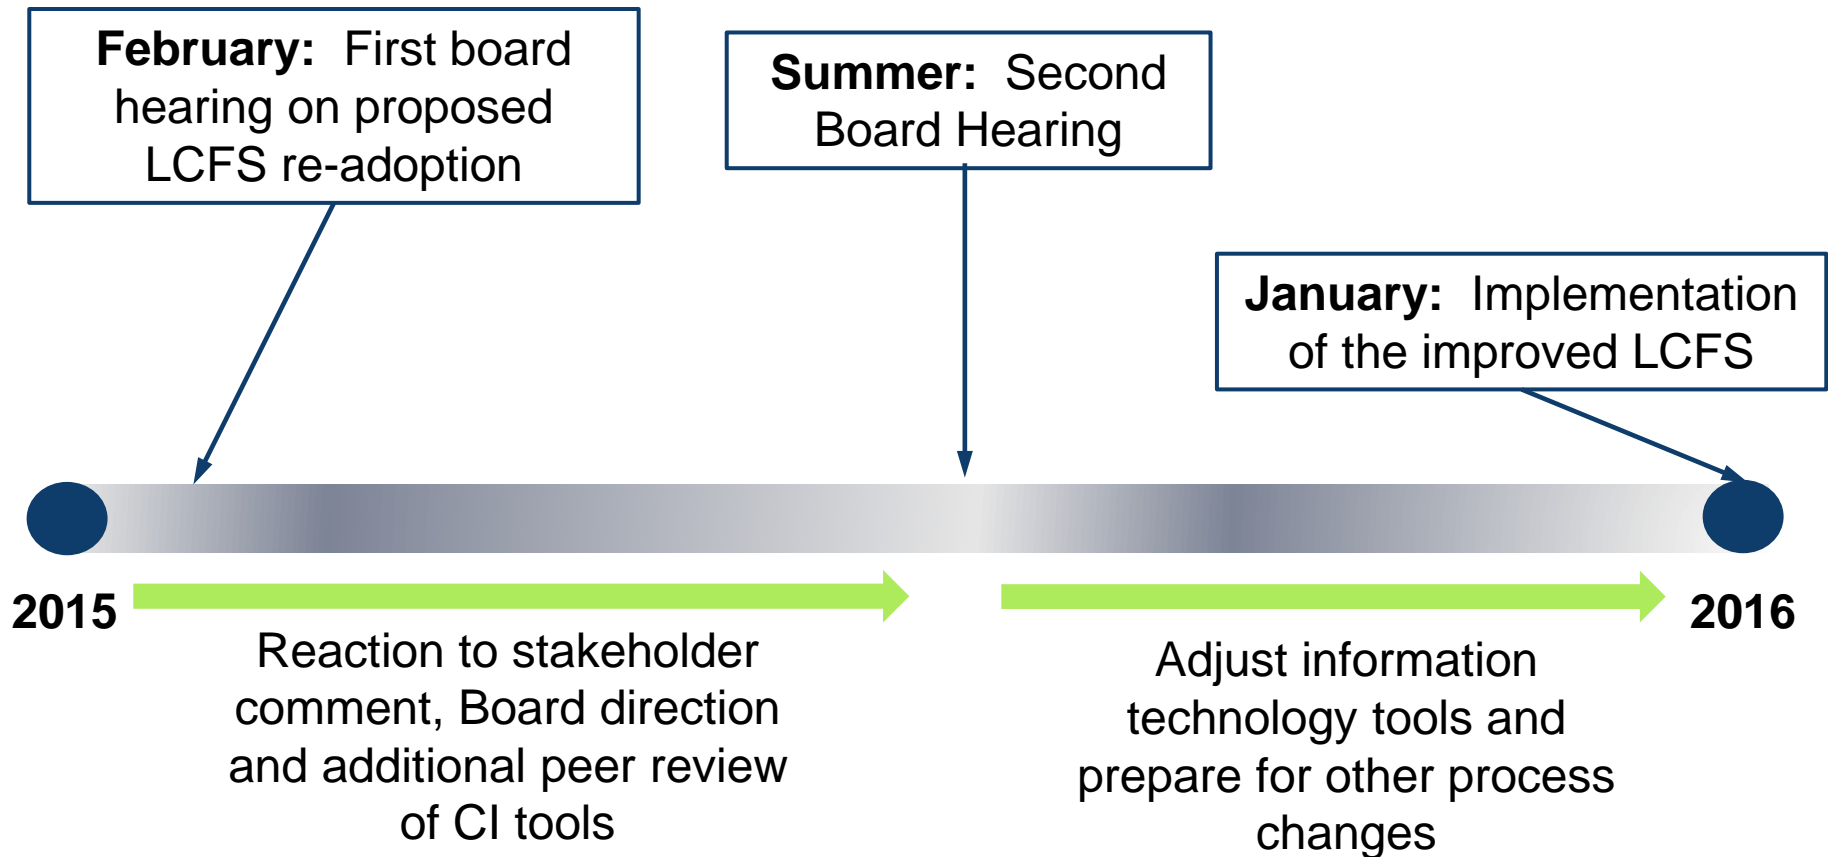 February: First board
hearing on proposed
LCFS re-adoption
Summer: Second
Board Hearing
January: Implementation
of the improved LCFS
2015
2016
Reaction to stakeholder
comment, Board direction
and additional peer review
of CI tools
Adjust information
technology tools and
prepare for other process
changes